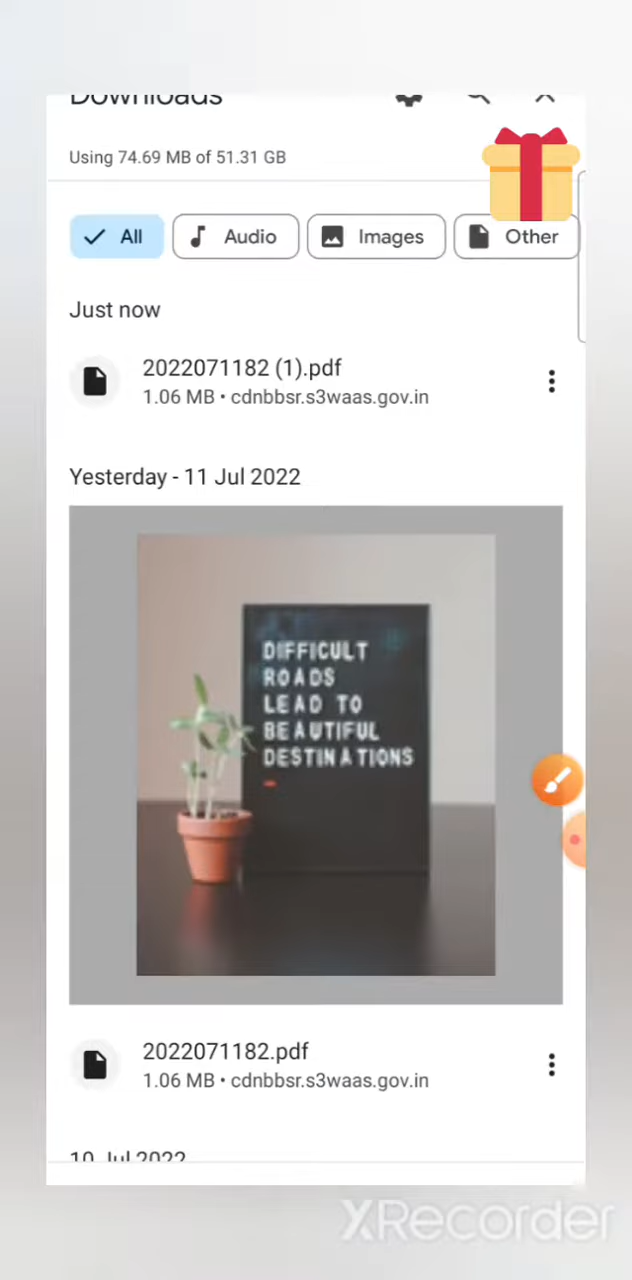 Downloads
Using 74.69 MB of 51.31 GB
All
Audio
Images
Other
Just now
2022071182 (1).pdf
1.06 MB • cdnbbsr.s3waas.gov.in
Yesterday - 11 Jul 2022
DIFFICULT
ROADS
LEAD TO
BEAUTIFUL
DESTINATIONS
2022071182.pdf
1.06 MB • cdnbbsr.s3waas.gov.in
10 Jul 2022
XRecorder